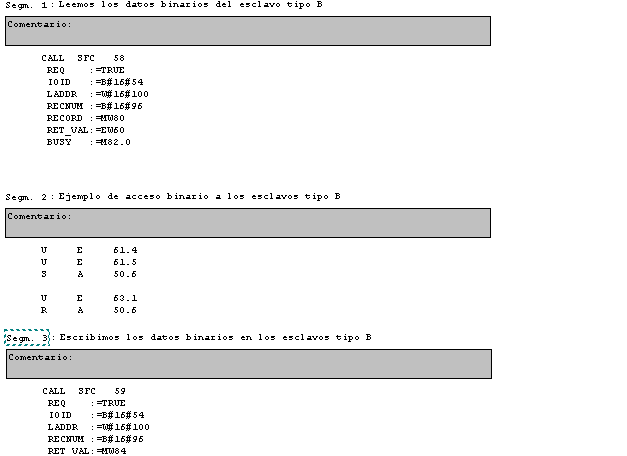 Segm. 1 : Leemos los datos binarios del esclavo tipo B
Comentario:
CALL SFC 58
REQ :=TRUE
IOID :=B#16#54
LADDR :=W#16#100
RECNUM :=B#16#96
RECORD :=MW80
RET_VAL:=EW60
BUSY :=M82.0
Segm. 2 : Ejemplo de acceso binario a los esclavos tipo B
Comentario:
U E 61.4
U E 61.5
S A 50.6
U E 63.1
R A 50.6
Segm. 3 : Escribimos los datos binarios en los esclavos tipo B
Comentario:
CALL SFC 59
REQ :=TRUE
IOID :=B#16#54
LADDR :=W#16#100
RECNUM :=B#16#96
RET_VAL:=MW84